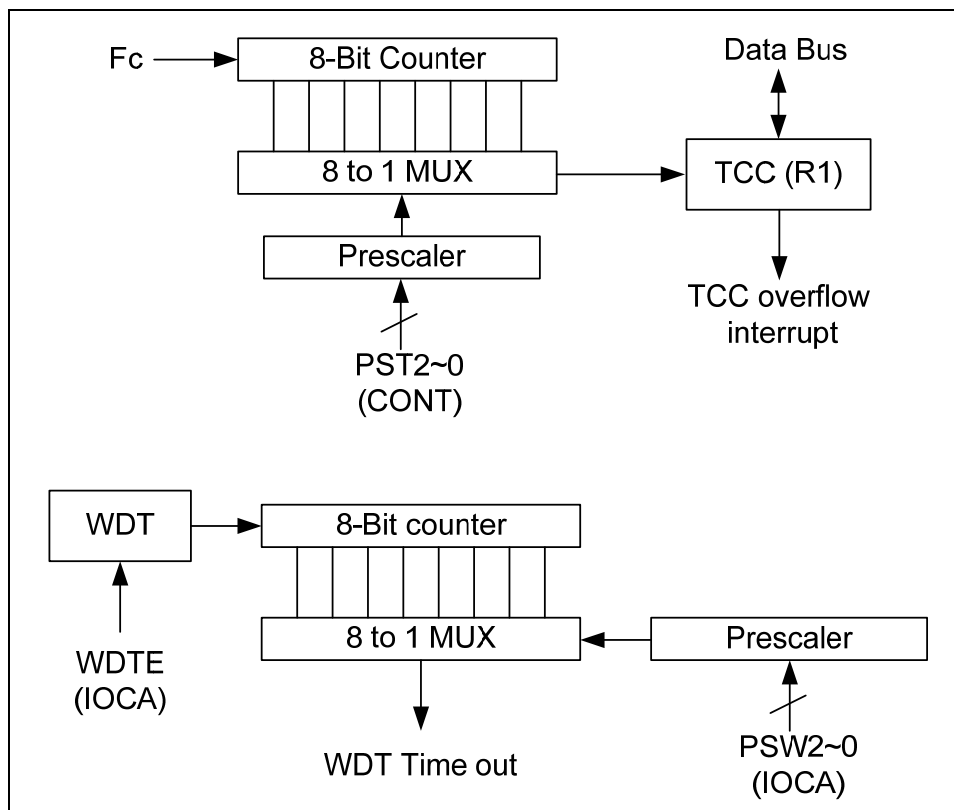 Fc
8-Bit Counter
Data Bus
8 to 1 MUX
TCC (R1)
Prescaler
TCC overflow
interrupt
PST2~0
(CONT)
WDT
8-Bit counter
8 to 1 MUX
Prescaler
WDTE
(IOCA)
WDT Time out
PSW2~0
(IOCA)